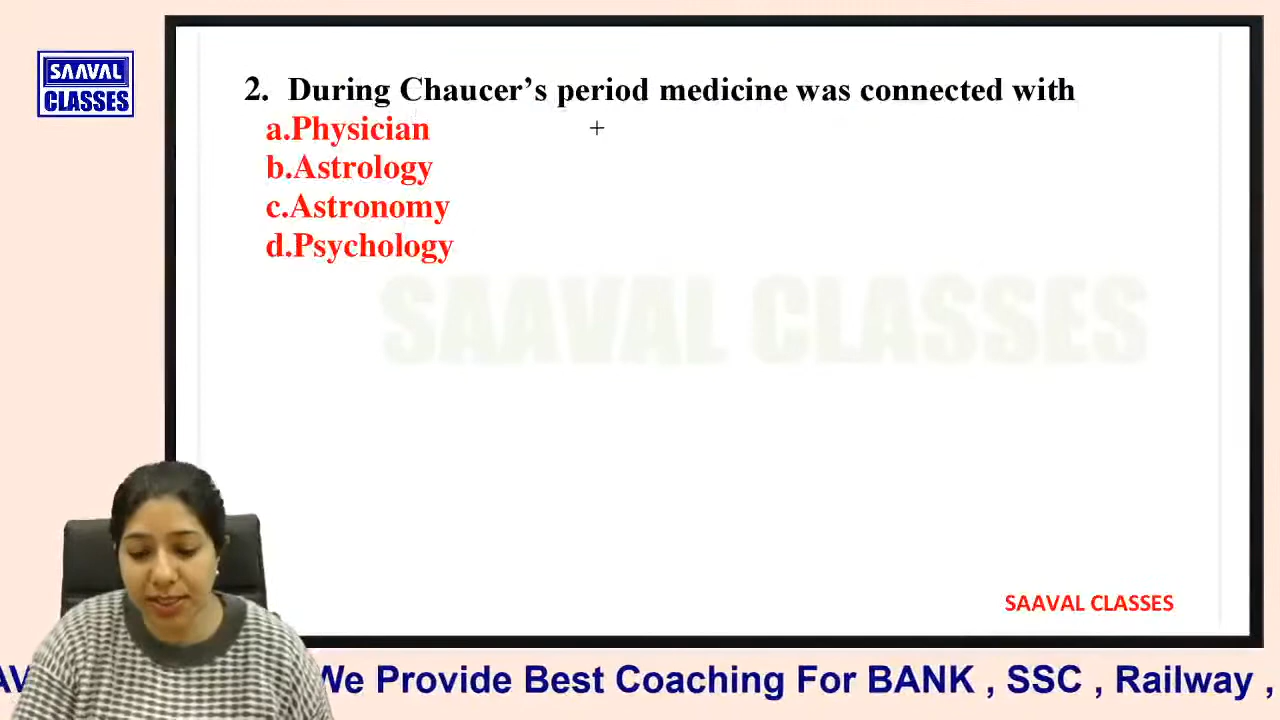 SAAVAL
CLASSES
2. During Chaucer's period medicine was connected with
a.Physician
b.Astrology
c.Astronomy
d.Psychology
SAAVAL CLASSES
SAAVAL CLASSES
We Provide Best Coaching For BANK , SSC , Railway ,